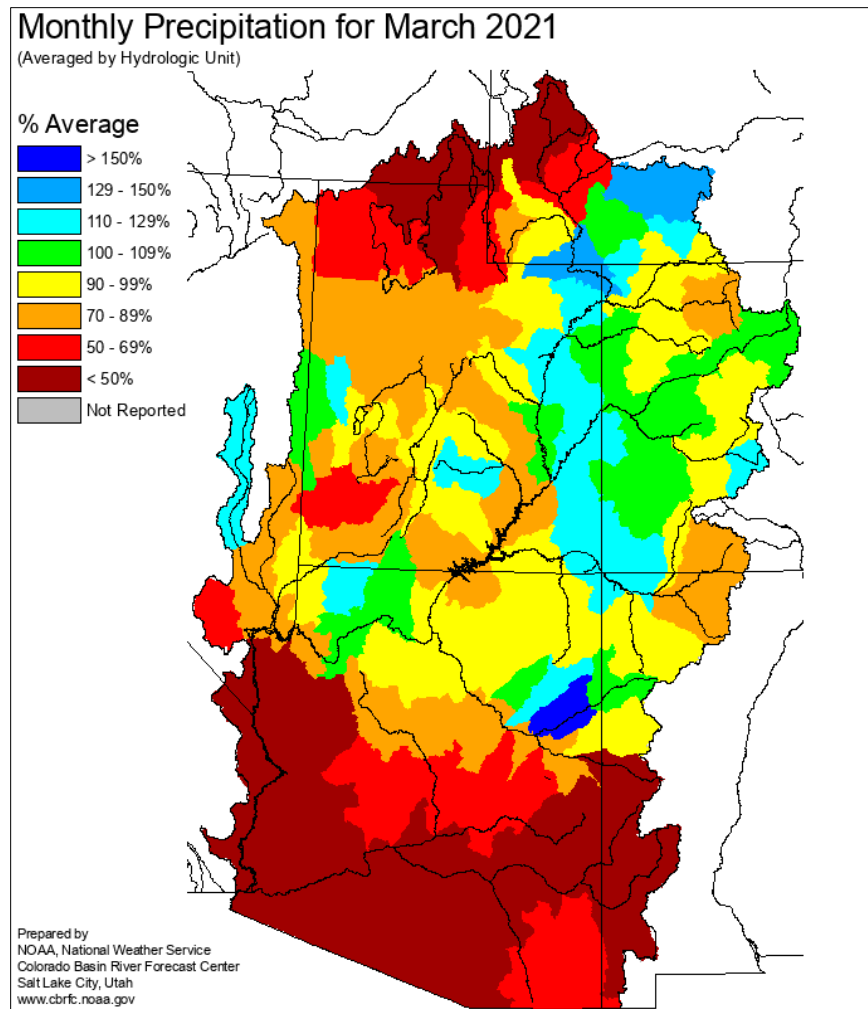 Monthly Precipitation for March 2021
(Averaged by Hydrologic Unit)
% Average
> 150%
129 - 150%
110 - 129%
100 - 109%
90 - 99%
70 - 89%
50 - 69%
< 50%
Not Reported
Prepared by
NOAA, National Weather Service
Colorado Basin River Forecast Center
Salt Lake City, Utah
www.cbrfc.noaa.gov